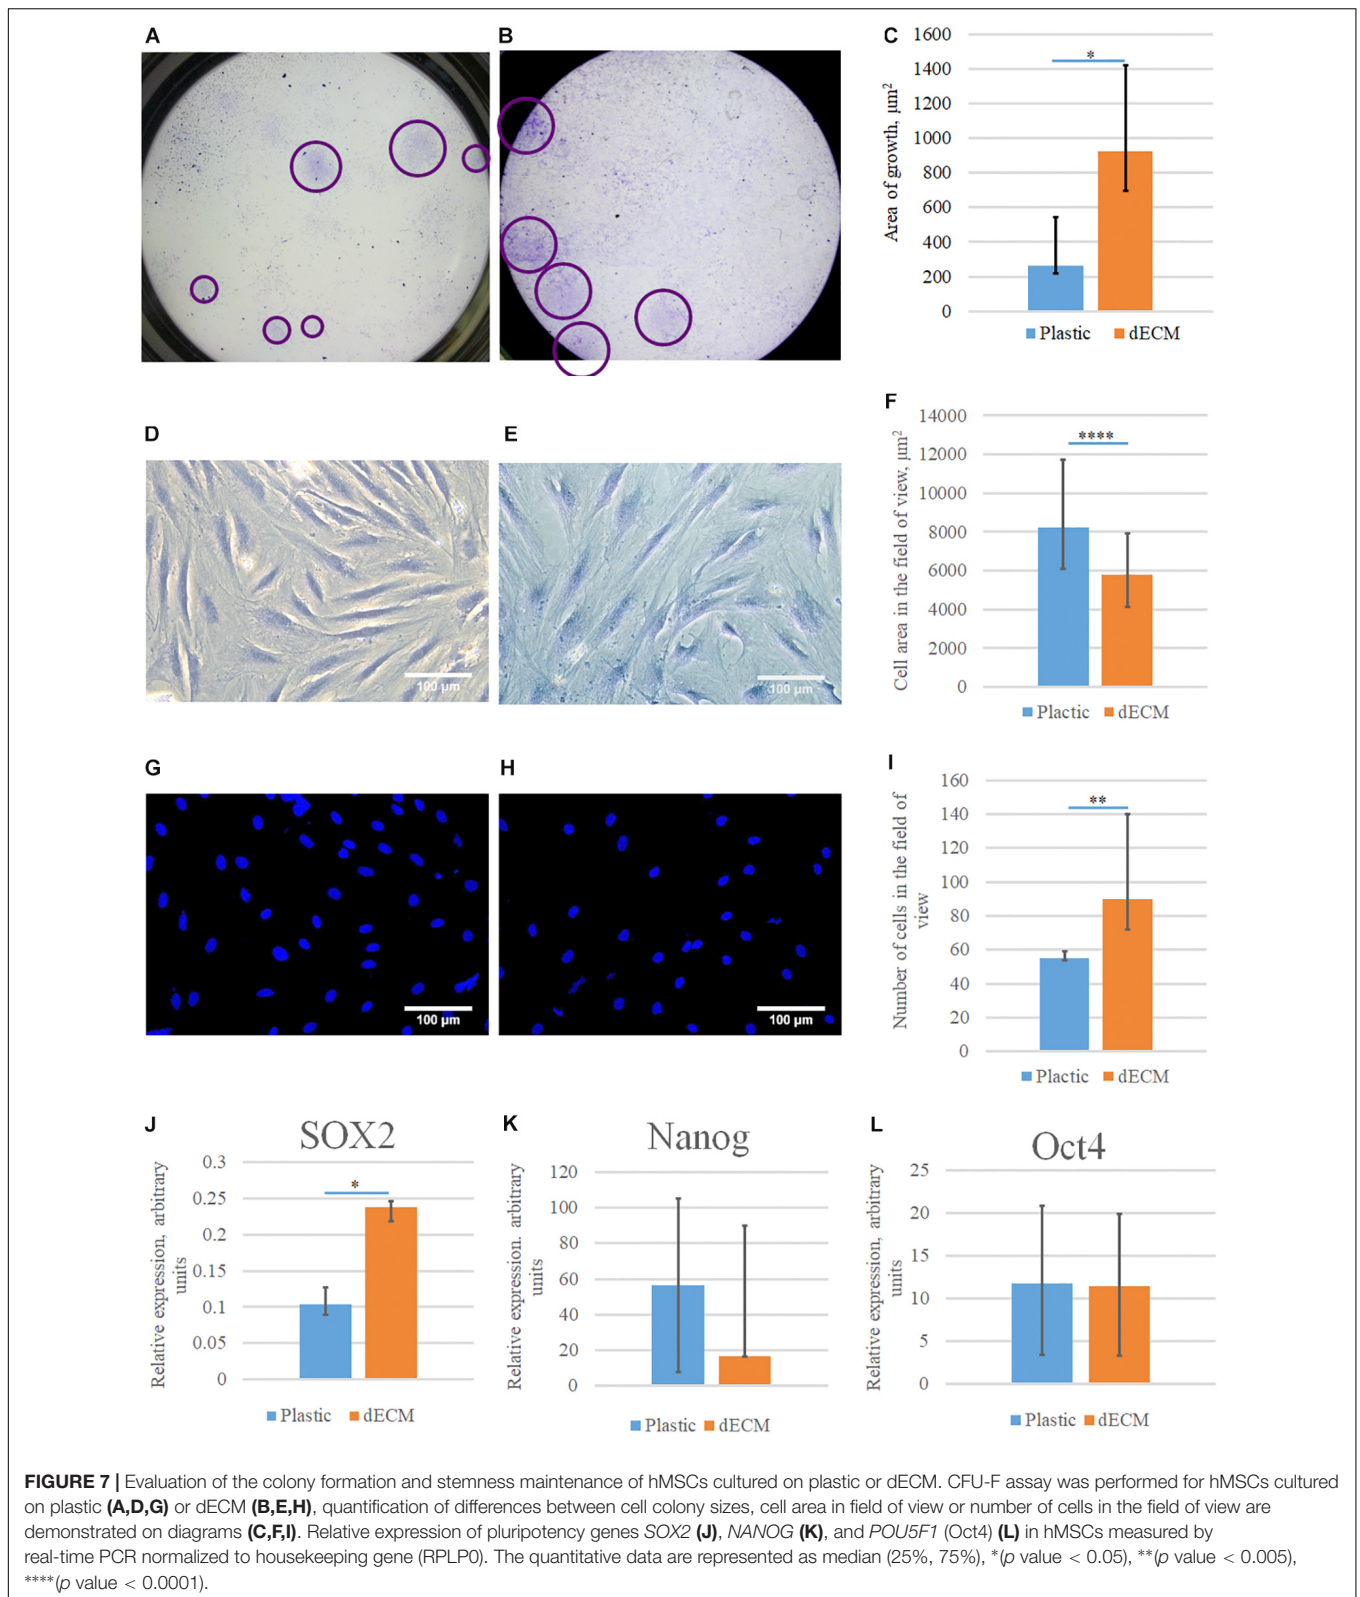 A
B
C
1600
1400
1200
1000
800
600
400
200
0
Area of growth, µm²
*
Plastic dECM
D
E
100 µm
100 µm
F
14000
12000
10000
8000
6000
4000
2000
0
Cell area in the field of view, µm²
****
Plactic dECM
G
H
100 µm
100 µm
I
160
140
120
100
80
60
40
20
0
Number of cells in the field of
view
**
Plactic dECM
J
SOX2
0.3
0.25
0.2
0.15
0.1
0.05
0
Relative expression, arbitrary
units
*
Plastic dECM
K
Nanog
120
100
80
60
40
20
0
Relative expression. arbitrary
units
Plastic dECM
L
Oct4
25
20
15
10
5
0
Relative expression, arbitrary
units
Plastic dECM
FIGURE 7 | Evaluation of the colony formation and stemness maintenance of hMSCs cultured on plastic or dECM. CFU-F assay was performed for hMSCs cultured
on plastic (A,D,G) or dECM (B,E,H), quantification of differences between cell colony sizes, cell area in field of view or number of cells in the field of view are
demonstrated on diagrams (C,F,I). Relative expression of pluripotency genes SOX2 (J), NANOG (K), and POU5F1 (Oct4) (L) in hMSCs measured by
real-time PCR normalized to housekeeping gene (RPLP0). The quantitative data are represented as median (25%, 75%), *(p value < 0.05), **(p value < 0.005),
****(p value < 0.0001).